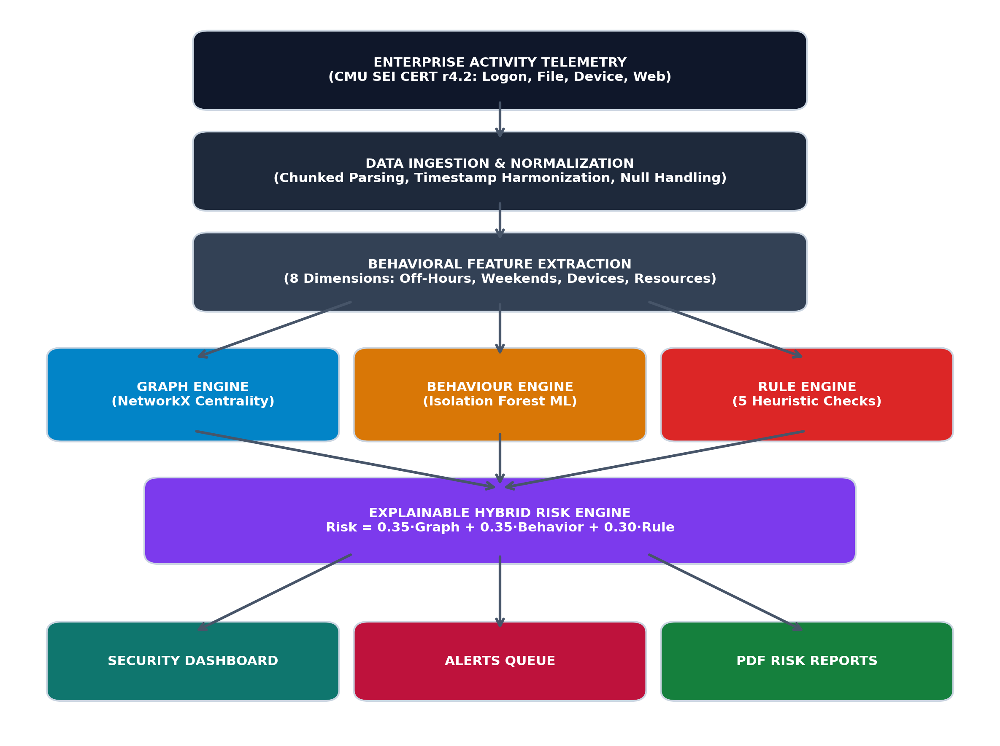 ENTERPRISE ACTIVITY TELEMETRY
(CMU SEI CERT r4.2: Logon, File, Device, Web)
DATA INGESTION & NORMALIZATION
(Chunked Parsing, Timestamp Harmonization, Null Handling)
BEHAVIORAL FEATURE EXTRACTION
(8 Dimensions: Off-Hours, Weekends, Devices, Resources)
GRAPH ENGINE
(NetworkX Centrality)
BEHAVIOUR ENGINE
(Isolation Forest ML)
RULE ENGINE
(5 Heuristic Checks)
EXPLAINABLE HYBRID RISK ENGINE
Risk = 0.35·Graph + 0.35·Behavior + 0.30·Rule
SECURITY DASHBOARD
ALERTS QUEUE
PDF RISK REPORTS